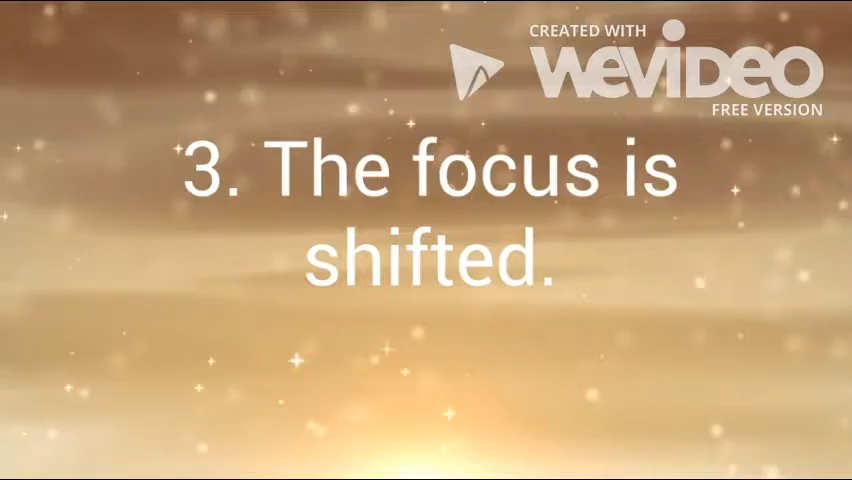 CREATED WITH
WEVIDEO
FREE VERSION
3. The focus is
shifted.